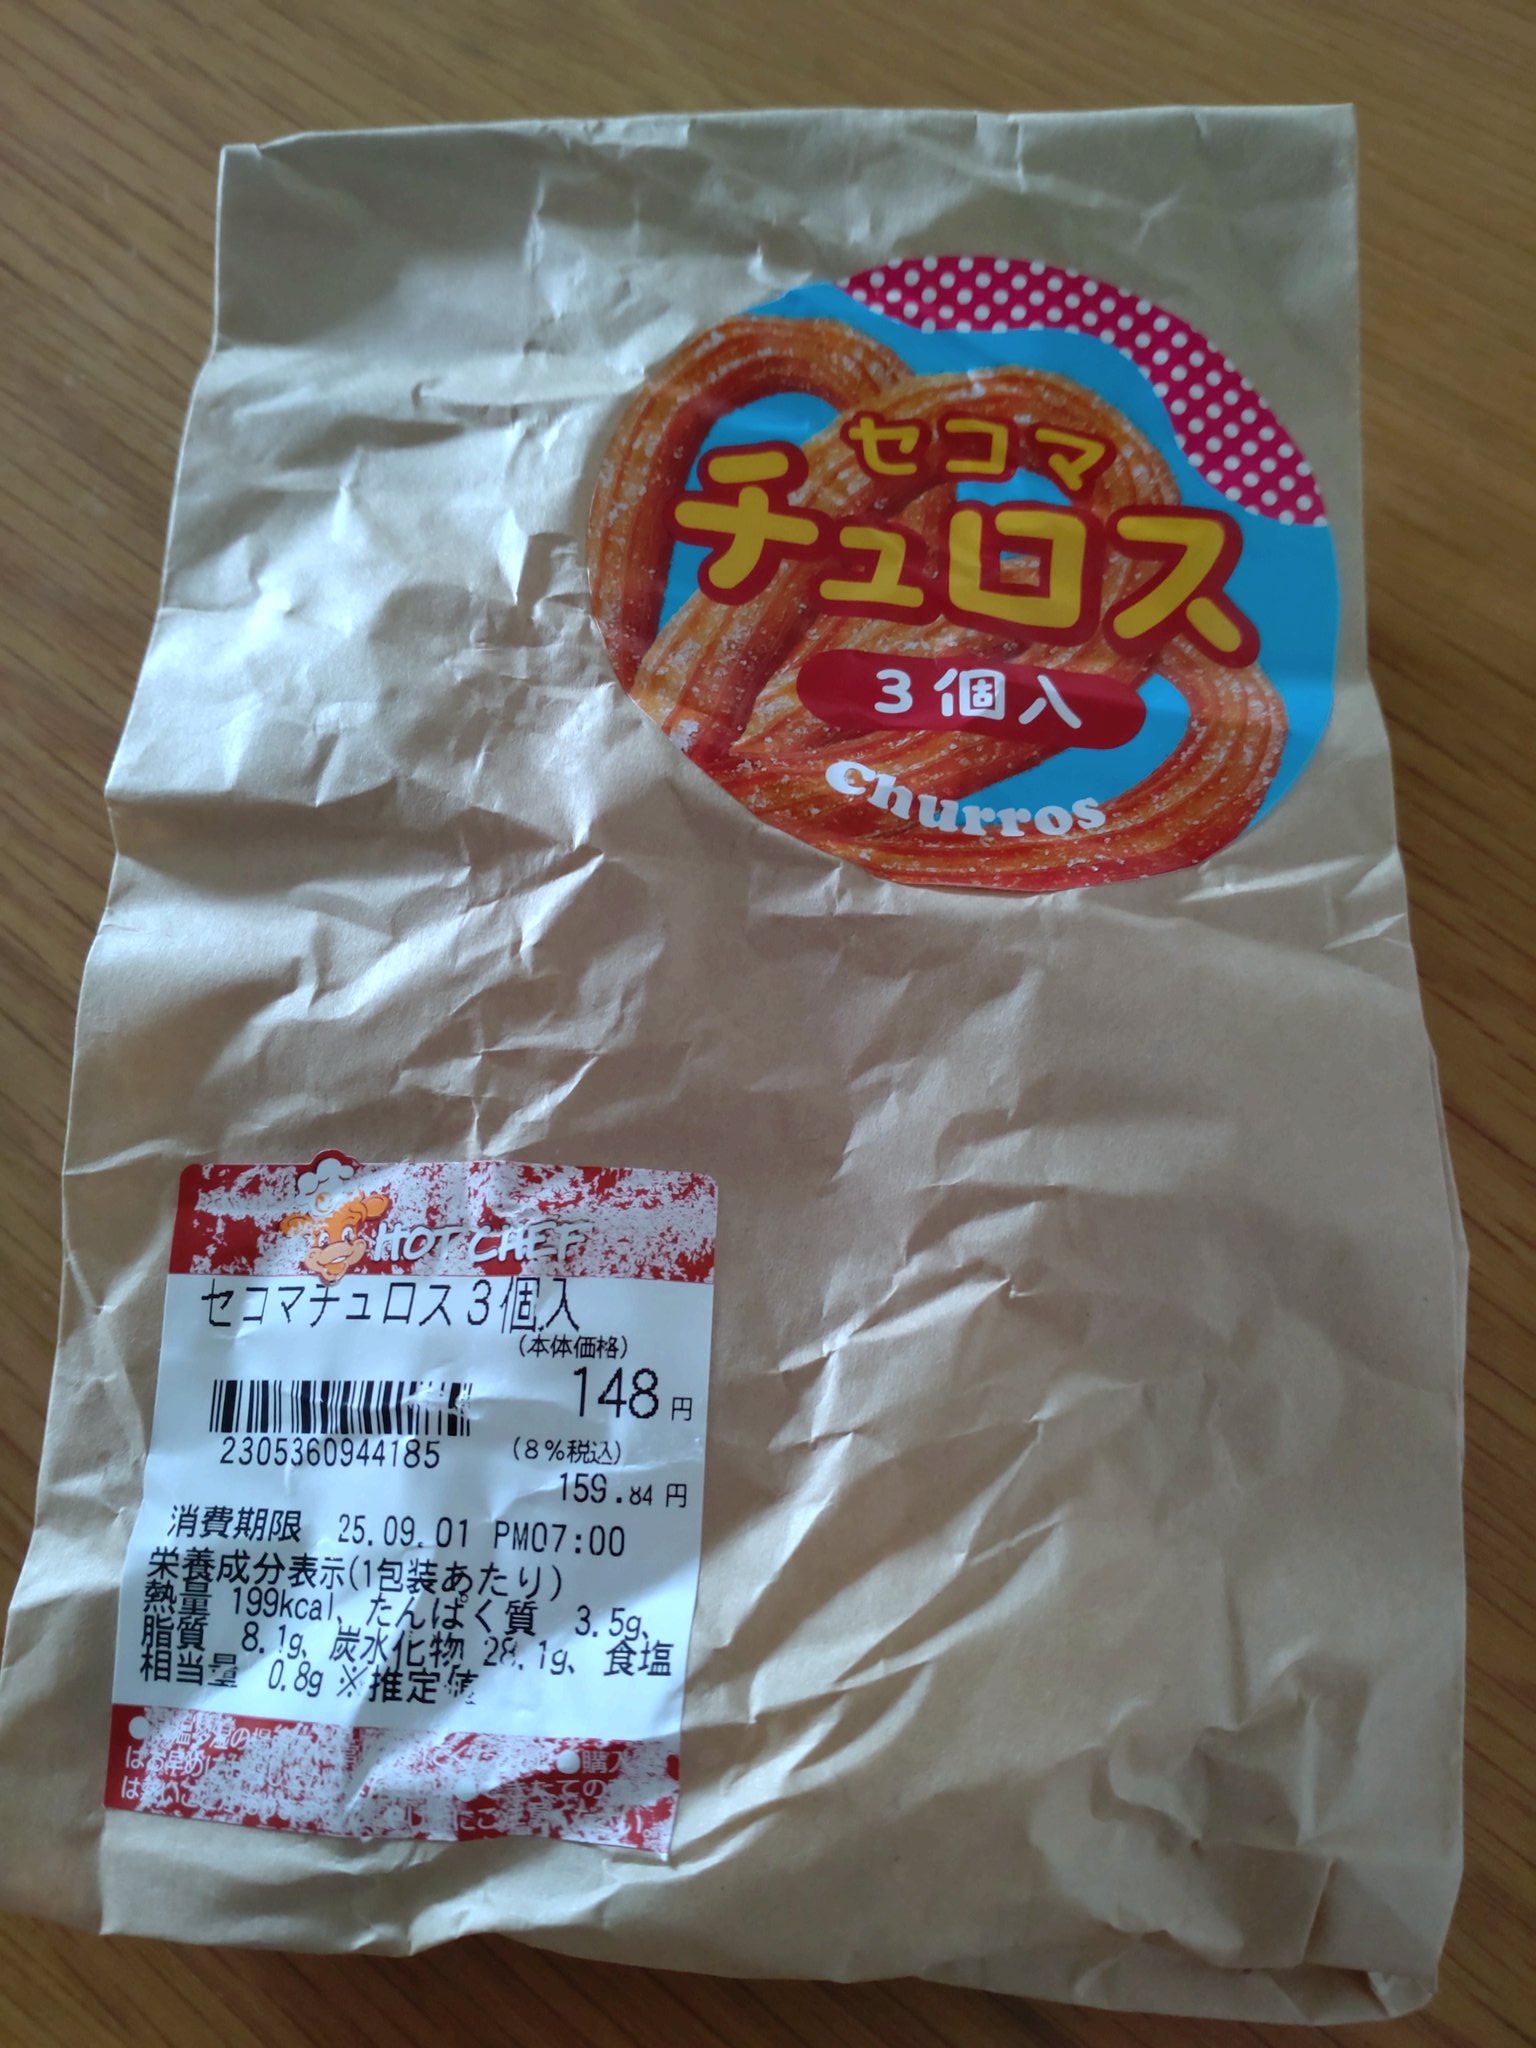 セコマ
チュロス
3個入
Churros
HOT CHEF
セコマチュロス3個入
(本体価格)
148円
2305360944185
(8%税込)
159.84円
消費期限 25.09.01 PM07:00
栄養成分表示(1包装あたり)
熱量 199kcal、たんぱく質 3.5g、
脂質 8.1g、炭水化物 28.1g、食塩
相当量 0.8g ※推定値